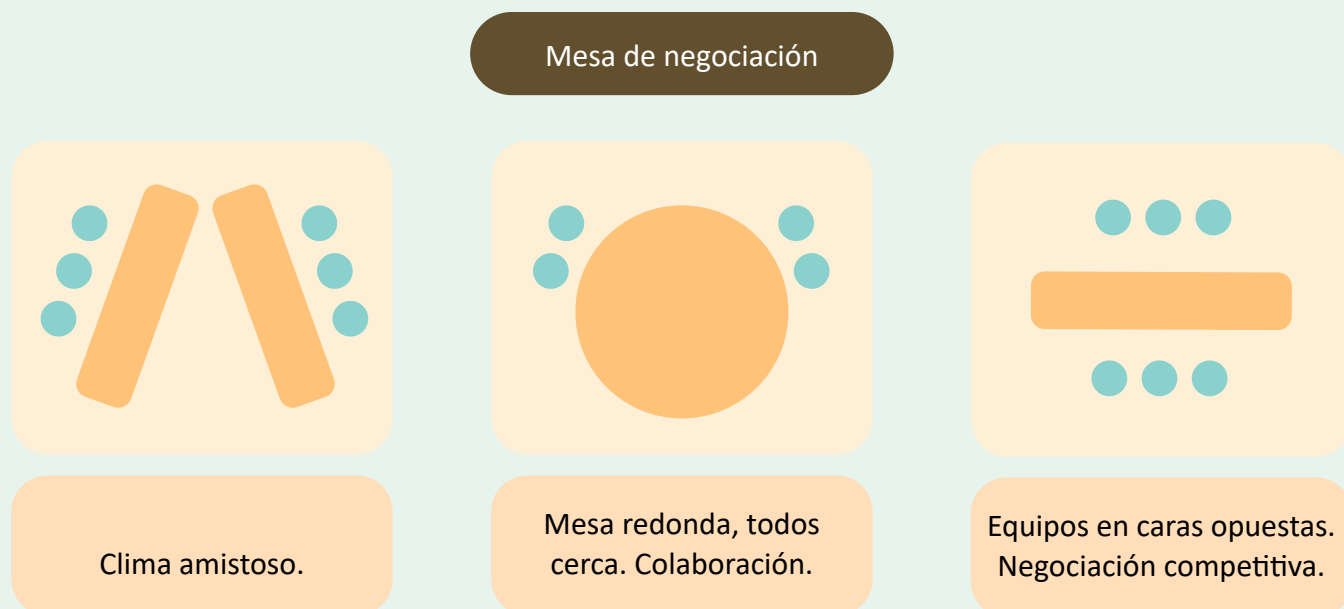 Mesa de negociación
Clima amistoso.
Mesa redonda, todos
cerca. Colaboración.
Equipos en caras opuestas.
Negociación competitiva.